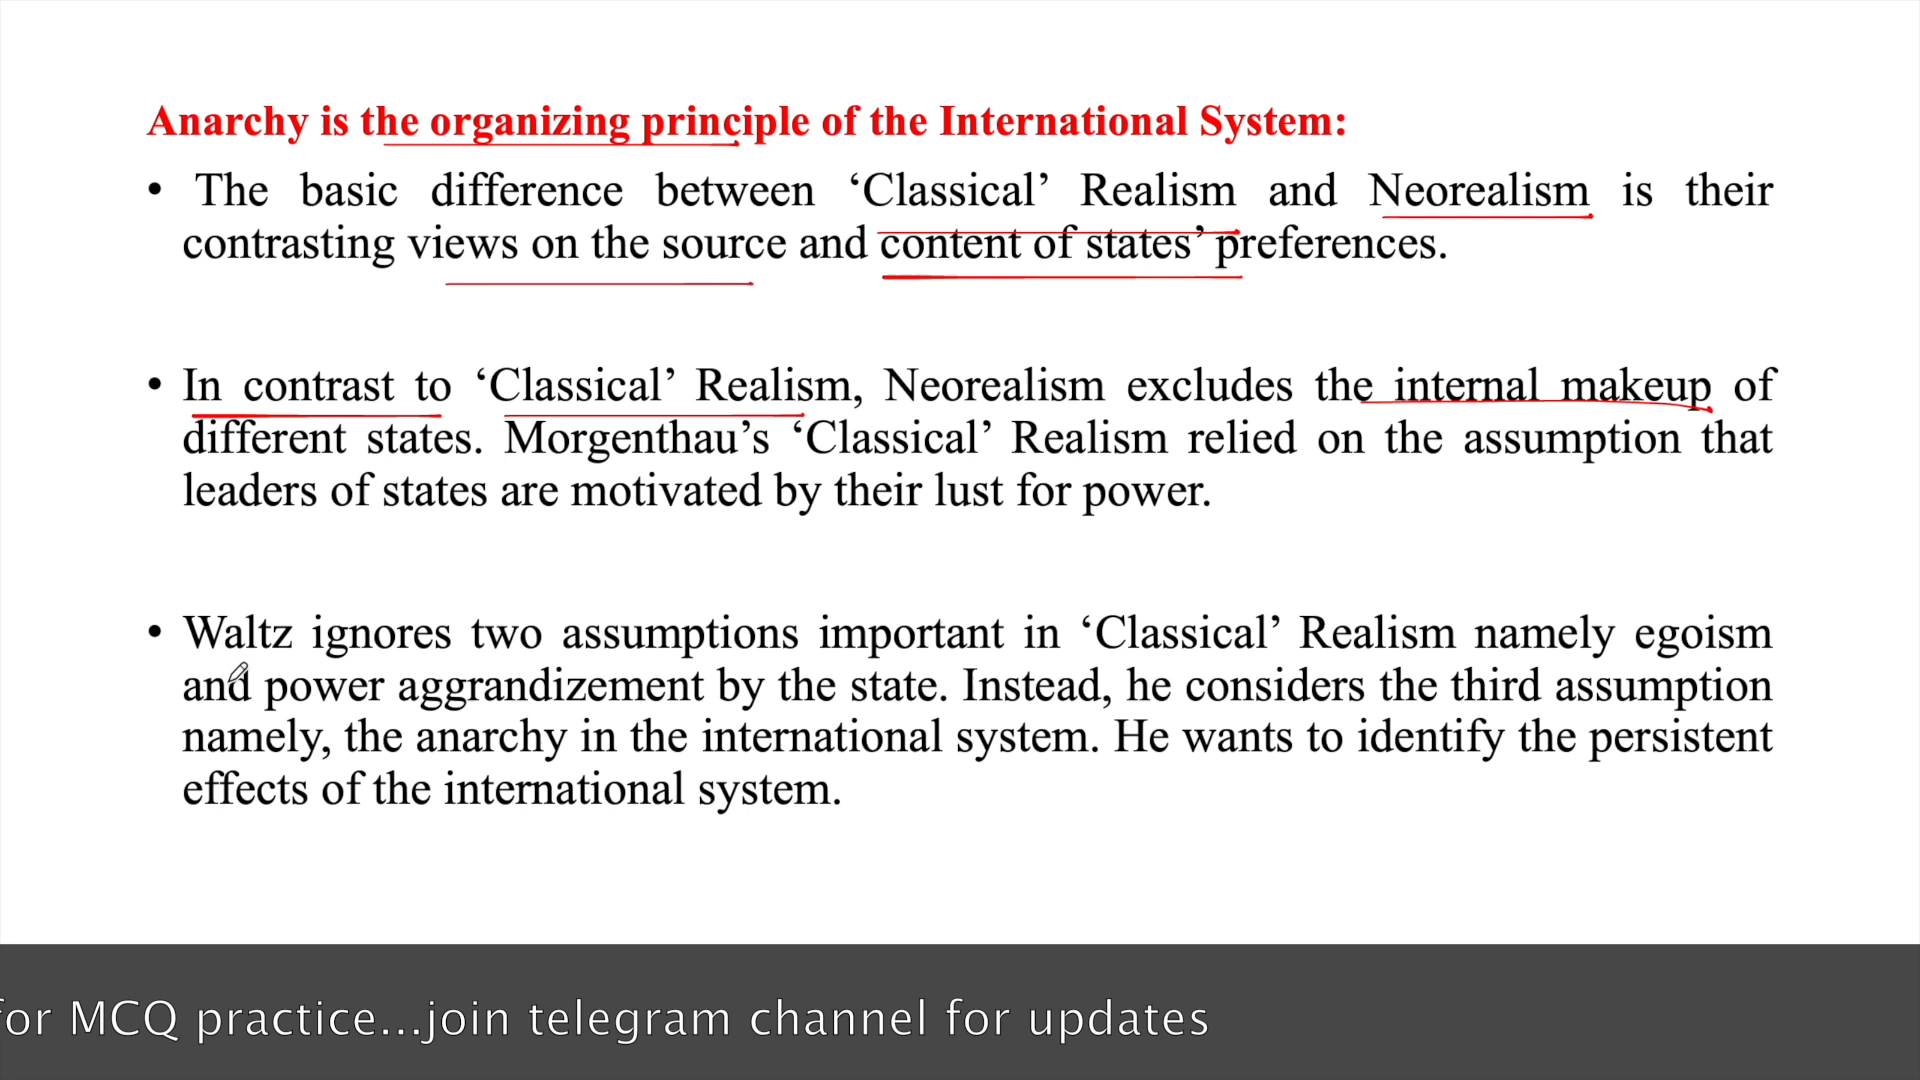 Anarchy is the organizing principle of the International System:
• The basic difference between ‘Classical’ Realism and Neorealism is their
contrasting views on the source and content of states’ preferences.
• In contrast to ‘Classical’ Realism, Neorealism excludes the internal makeup of
different states. Morgenthau’s ‘Classical’ Realism relied on the assumption that
leaders of states are motivated by their lust for power.
• Waltz ignores two assumptions important in ‘Classical’ Realism namely egoism
and power aggrandizement by the state. Instead, he considers the third assumption
namely, the anarchy in the international system. He wants to identify the persistent
effects of the international system.
for MCQ practice...join telegram channel for updates